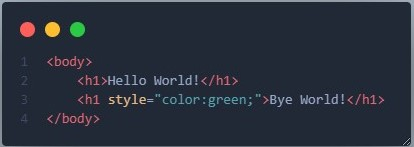 1 <body>
2     <h1>Hello World!</h1>
3     <h1 style="color:green;">Bye World!</h1>
4 </body>